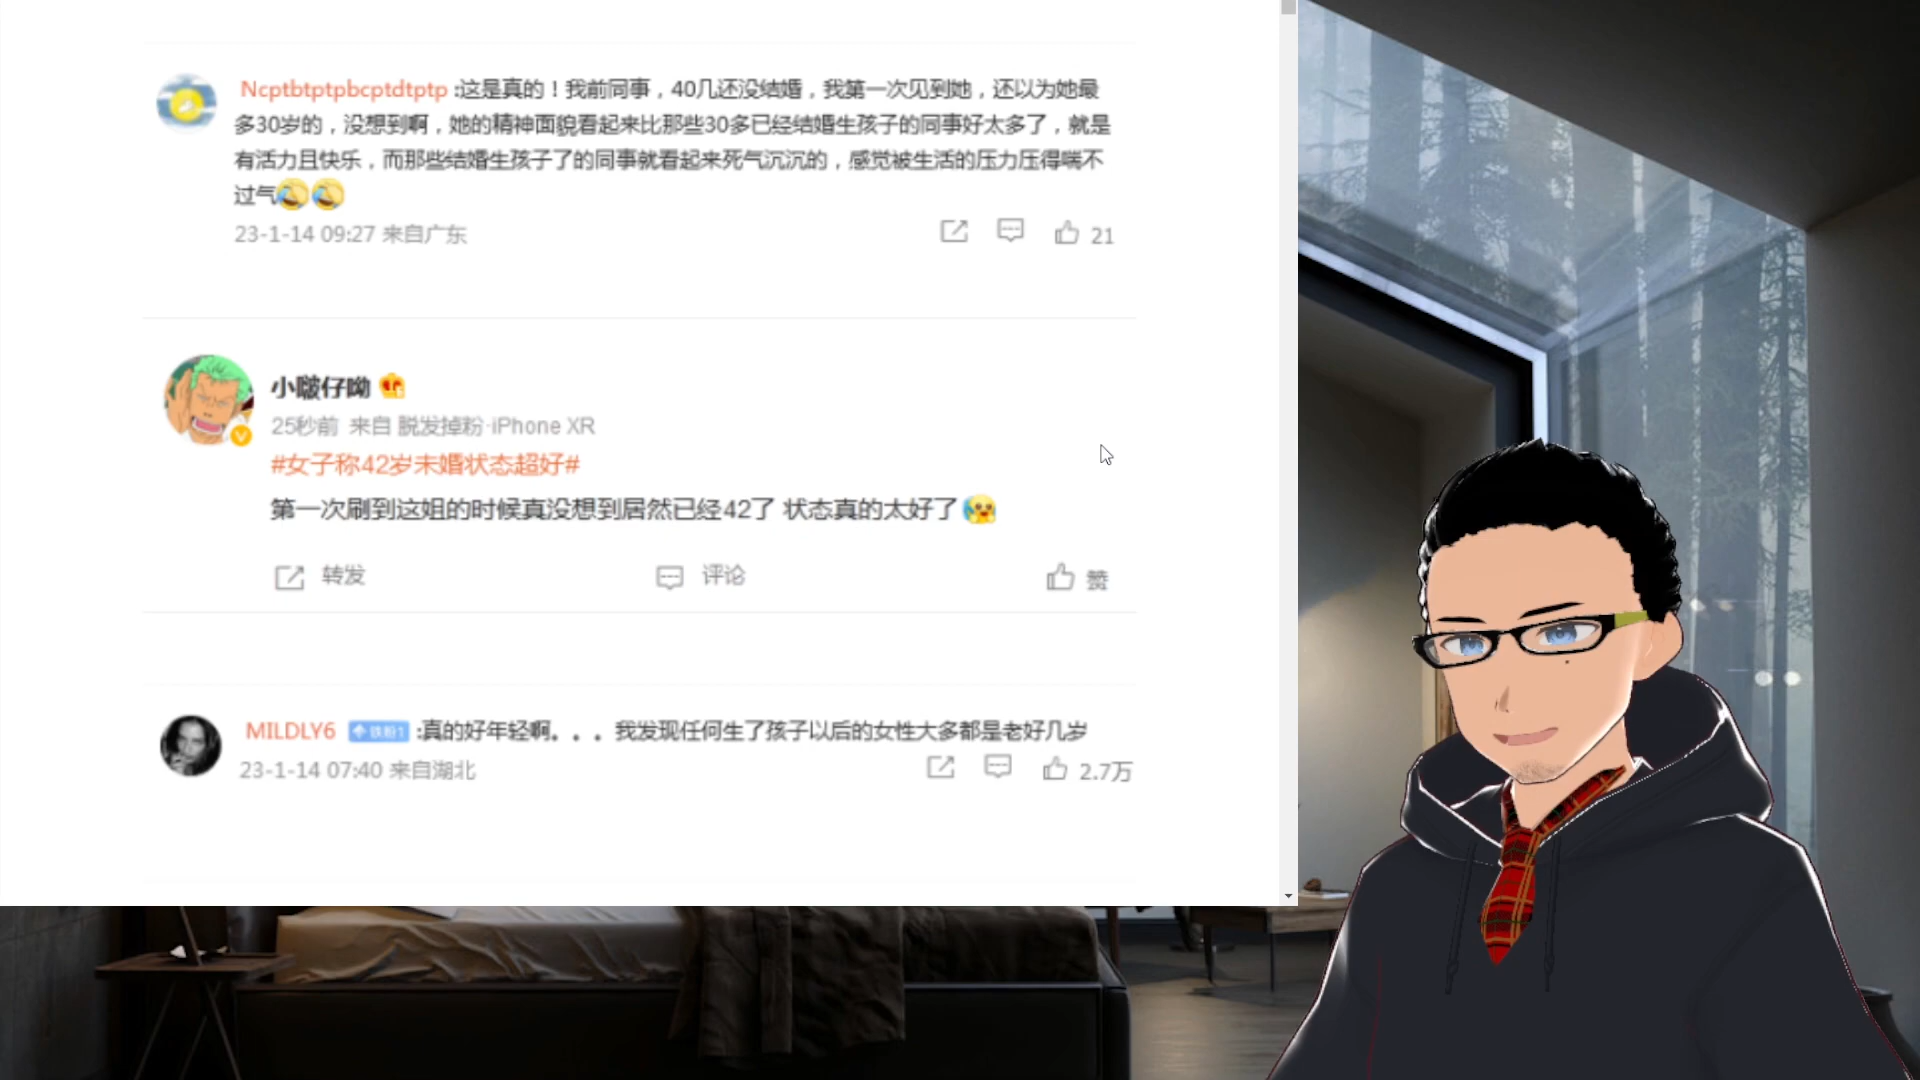 Ncptbtptpbcptdtptp :这是真的！我前同事，40几还没结婚，我第一次见到她，还以为她最
多30岁的，没想到啊，她的精神面貌看起来比那些30多已经结婚生孩子的同事好太多了，就是
有活力且快乐，而那些结婚生孩子了的同事就看起来死气沉沉的，感觉被生活的压力压得喘不
过气
23-1-14 09:27 来自广东
21
小啵仔呦
25秒前 来自 脱发掉粉·iPhone XR
#女子称42岁未婚状态超好#
第一次刷到这姐的时候真没想到居然已经42了 状态真的太好了
转发
评论
赞
MILDLY6 铁粉1 :真的好年轻啊。。。我发现任何生了孩子以后的女性大多都是老好几岁
23-1-14 07:40 来自湖北
2.7万